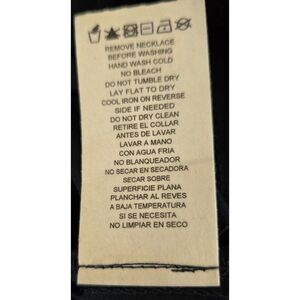 REMOVE NECKLACE
BEFORE WASHING
HAND WASH COLD
NO BLEACH
DO NOT TUMBLE DRY
LAY FLAT TO DRY
COOL IRON ON REVERSE
SIDE IF NEEDED
DO NOT DRY CLEAN
RETIRE EL COLLAR
ANTES DE LAVAR
LAVAR A MANO
CON AGUA FRIA
NO BLANQUEADOR
NO SECAR EN SECADORA
SECAR SOBRE
SUPERFICIE PLANA
PLANCHAR AL REVES
A BAJA TEMPERATURA
SI SE NECESITA
NO LIMPIAR EN SECO